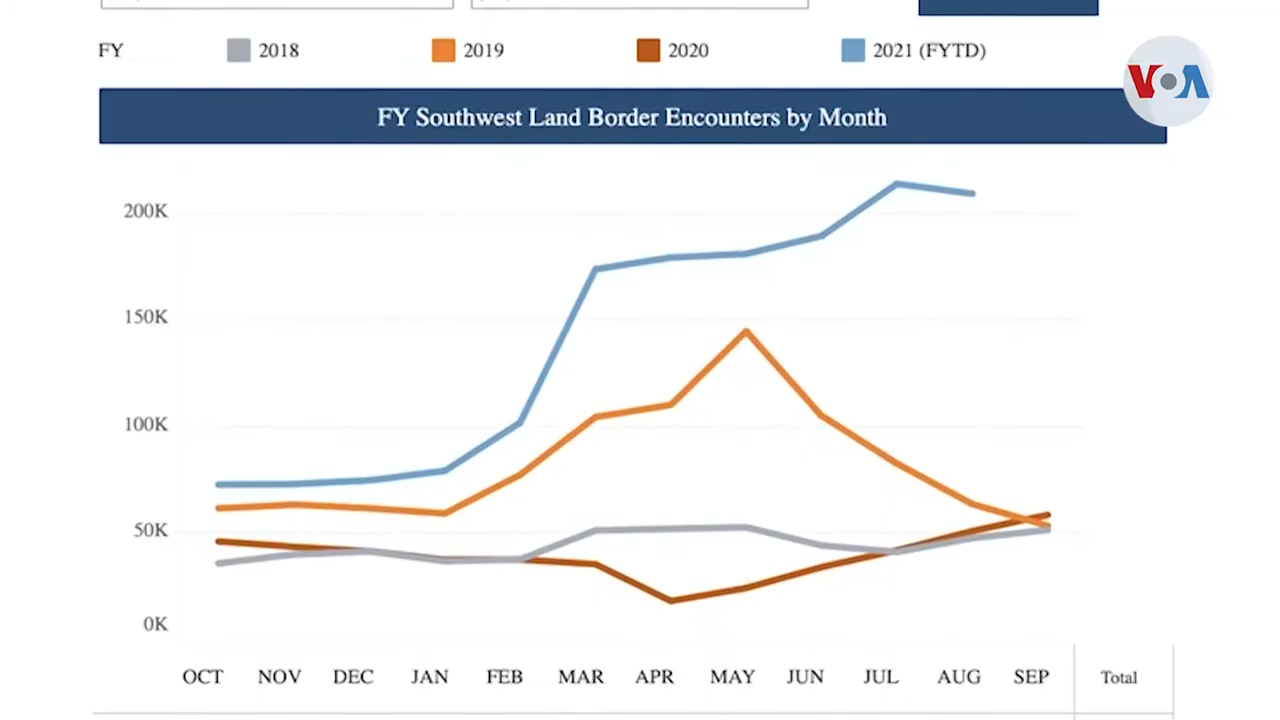 FY 2018 2019 2020 2021 (FYTD)
VOA
FY Southwest Land Border Encounters by Month
200K
150K
100K
50K
0K
OCT NOV DEC JAN FEB MAR APR MAY JUN JUL AUG SEP Total